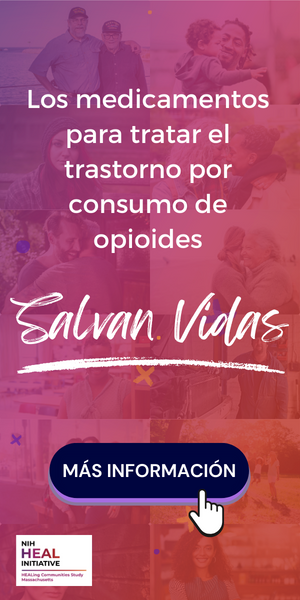 Los medicamentos
para tratar el
trastorno por
consumo de
opioides
Salvan Vidas
MÁS INFORMACIÓN
NIH
HEAL
INITIATIVE
HEALing Communities Study
Massachusetts